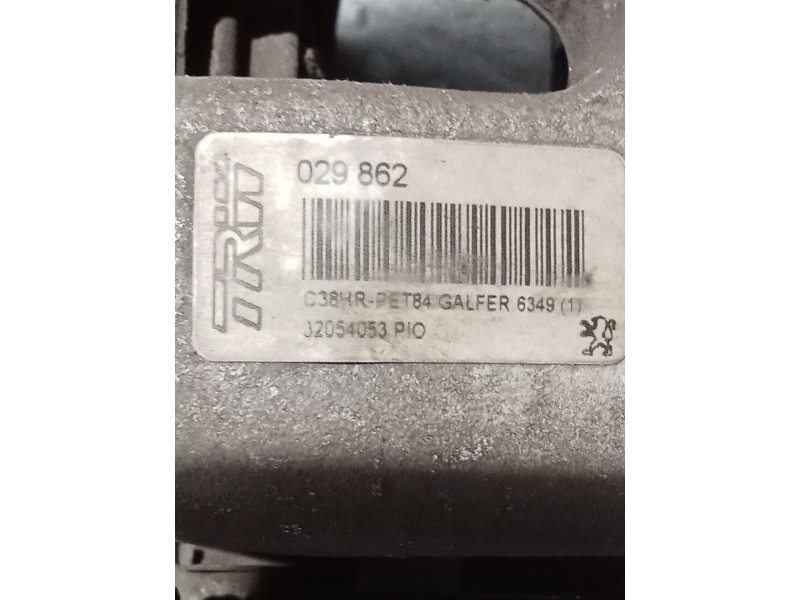 TRW
029 862
C38HR-PET84 GALFER 6349 (1)
32054053 PIO